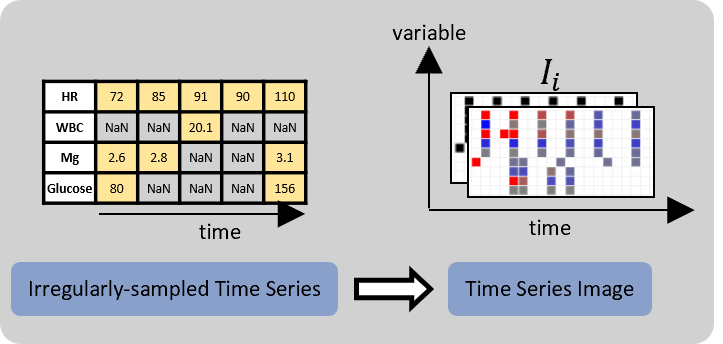 variable
I_i
HR 72 85 91 90 110
WBC NaN NaN 20.1 NaN NaN
Mg 2.6 2.8 NaN NaN 3.1
Glucose 80 NaN NaN NaN 156
time
time
Irregularly-sampled Time Series
Time Series Image